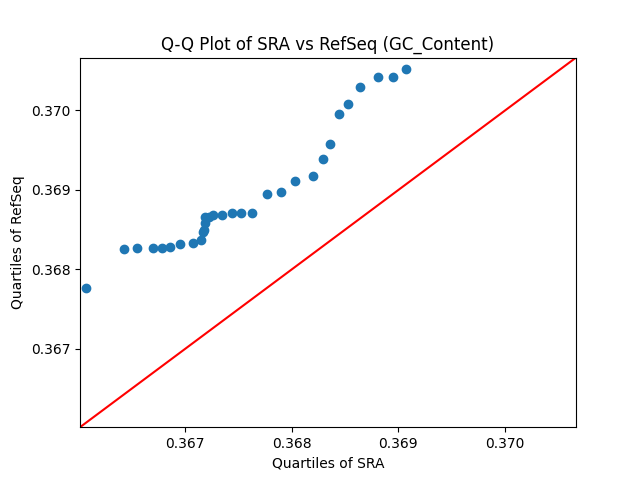 Q-Q Plot of SRA vs RefSeq (GC_Content)
Quartiles of RefSeq
0.370
0.369
0.368
0.367
0.367 0.368 0.369 0.370
Quartiles of SRA